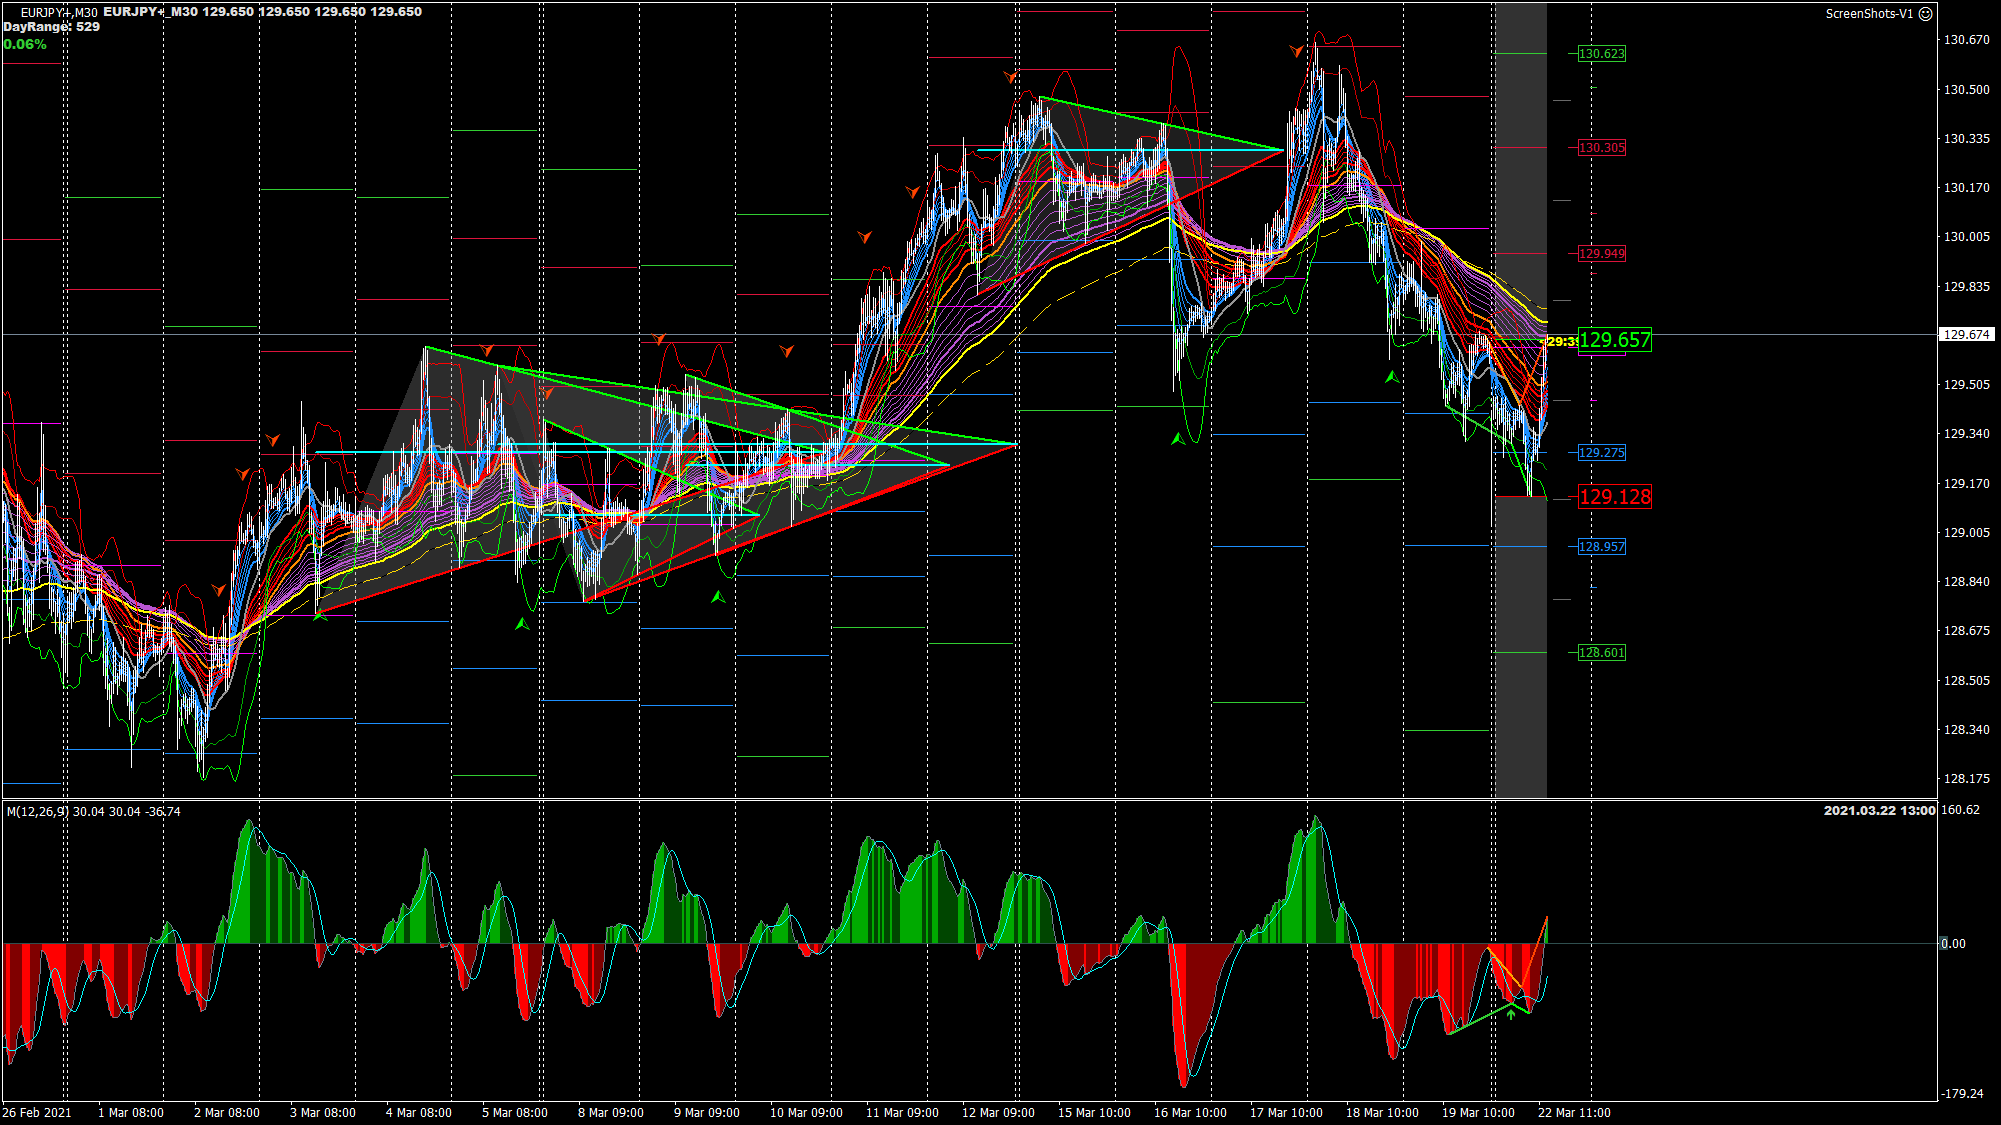 EURJPY+,M30 EURJPY+_M30 129.650 129.650 129.650 129.650
DayRange: 529
0.06%
ScreenShots-V1 ☺
130.670
130.500
130.335
130.170
130.005
129.835
129.674
129.505
129.340
129.170
129.005
128.840
128.675
128.505
128.340
128.175
130.623
130.305
129.949
129.657
129.275
129.128
128.957
128.601
M(12,26,9) 30.04 30.04 -36.74
2021.03.22 13:00
160.62
0.00
-179.24
26 Feb 2021
1 Mar 08:00
2 Mar 08:00
3 Mar 08:00
4 Mar 08:00
5 Mar 08:00
8 Mar 09:00
9 Mar 09:00
10 Mar 09:00
11 Mar 09:00
12 Mar 09:00
15 Mar 10:00
16 Mar 10:00
17 Mar 10:00
18 Mar 10:00
19 Mar 10:00
22 Mar 11:00